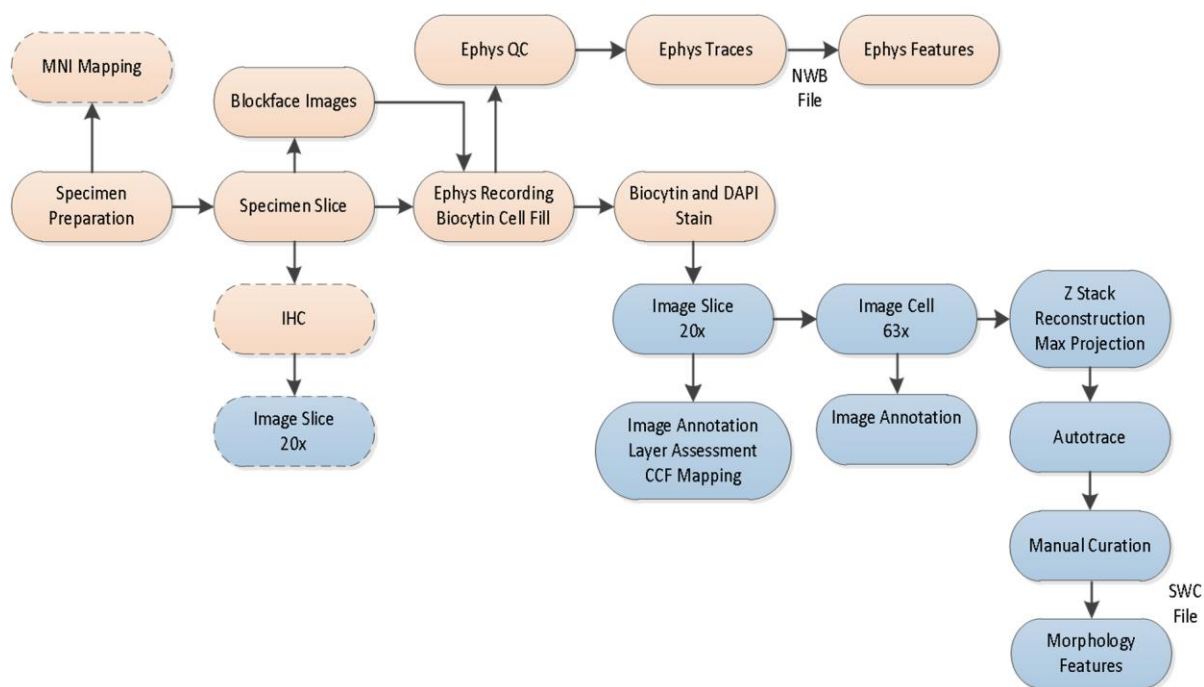 Ephys QC
Ephys Traces
NWB
File
Ephys Features
MNI Mapping
Blockface Images
Specimen
Preparation
Specimen Slice
Ephys Recording
Biocytin Cell Fill
Biocytin and DAPI
Stain
IHC
Image Slice
20x
Image Slice
20x
Image Cell
63x
Z Stack
Reconstruction
Max Projection
Image Annotation
Layer Assessment
CCF Mapping
Image Annotation
Autotrace
Manual Curation
SWC
File
Morphology
Features